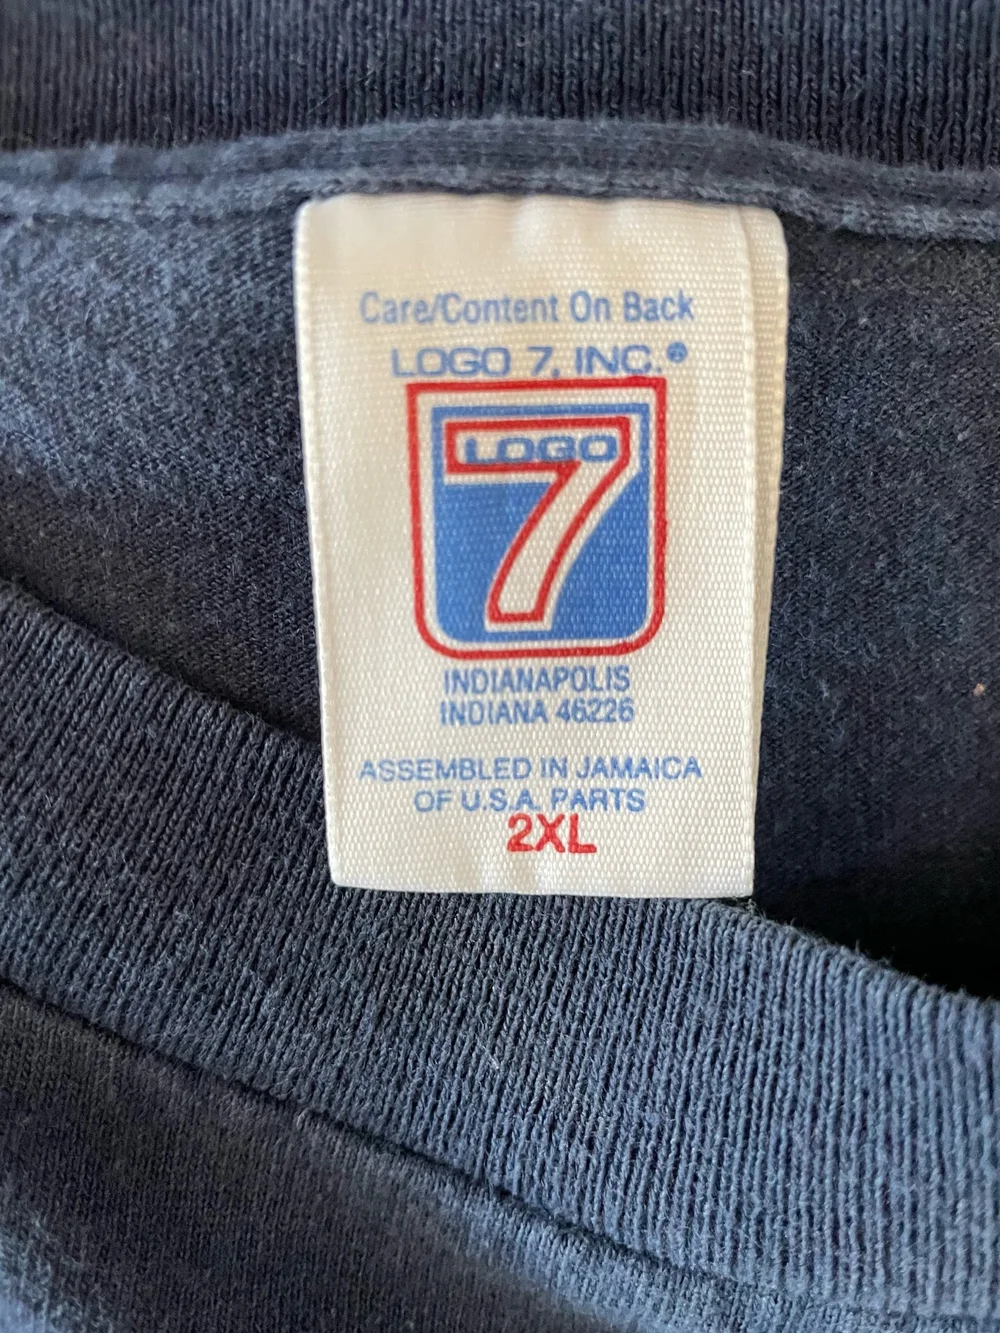 Care/Content On Back
LOGO 7, INC.®
LOGO
7
INDIANAPOLIS
INDIANA 46226
ASSEMBLED IN JAMAICA
OF U.S.A. PARTS
2XL